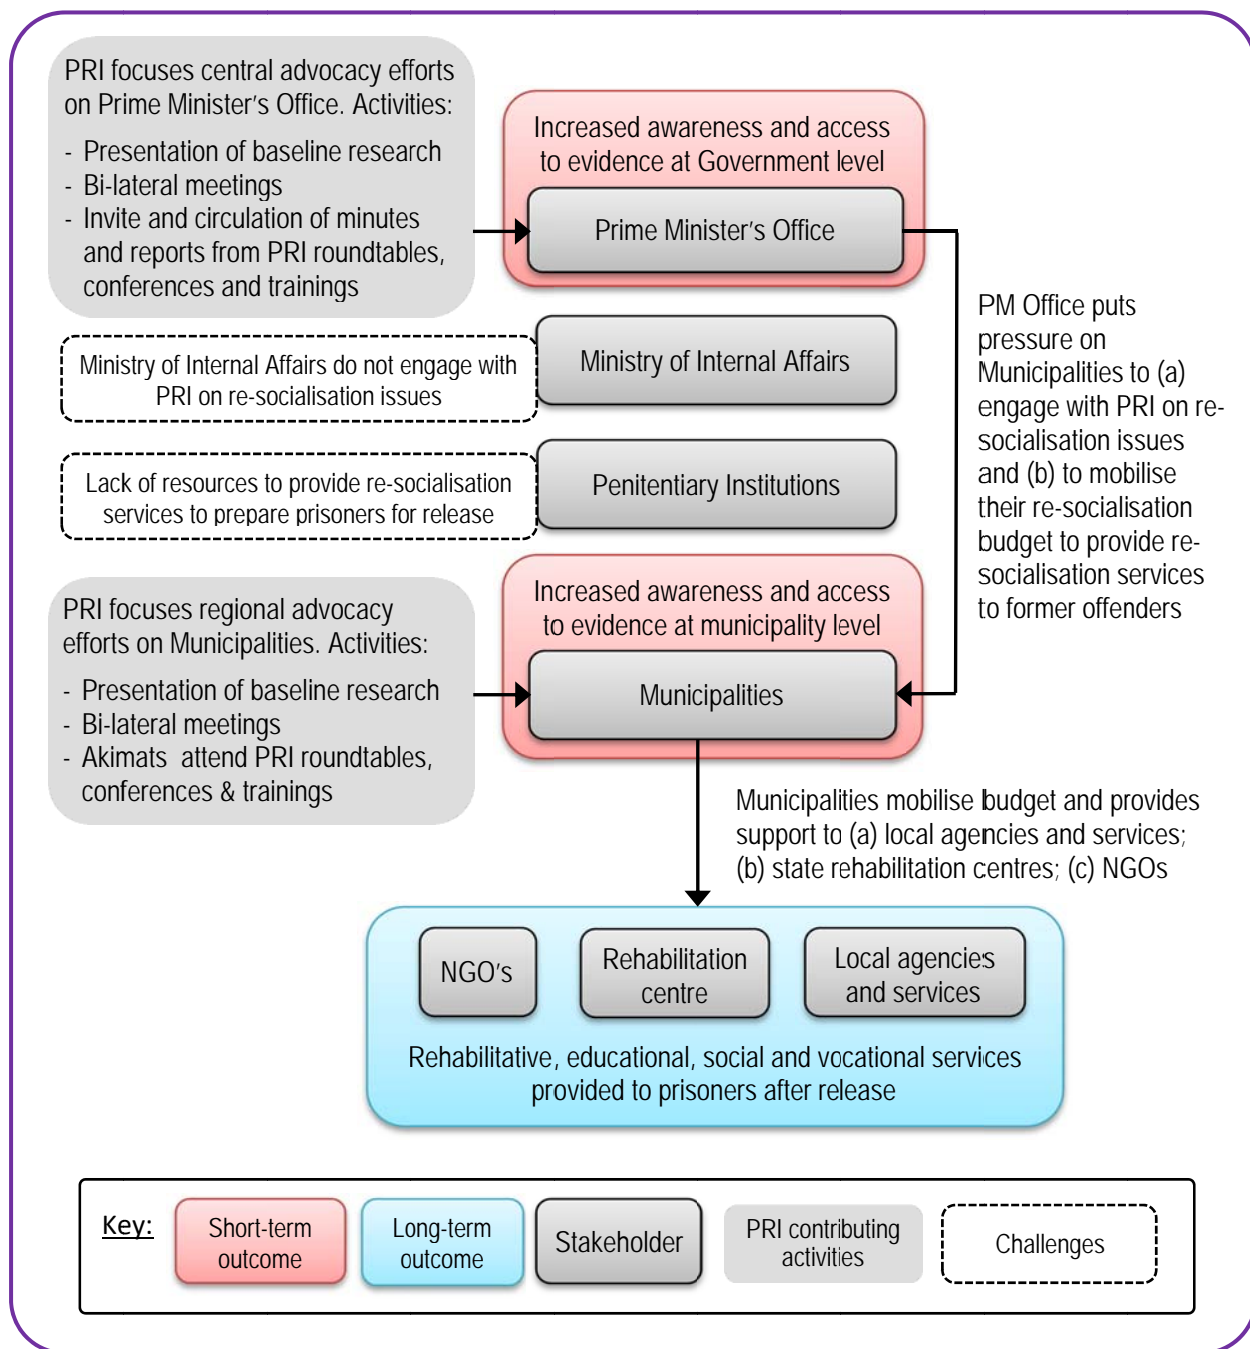 PRI focuses central advocacy efforts
on Prime Minister's Office. Activities:
- Presentation of baseline research
- Bi-lateral meetings
- Invite and circulation of minutes
and reports from PRI roundtables,
conferences and trainings
Increased awareness and access
to evidence at Government level
Prime Minister's Office
PM Office puts
pressure on
Municipalities to (a)
engage with PRI on re-
socialisation issues
and (b) to mobilise
their re-socialisation
budget to provide re-
socialisation services
to former offenders
Ministry of Internal Affairs do not engage with
PRI on re-socialisation issues
Ministry of Internal Affairs
Lack of resources to provide re-socialisation
services to prepare prisoners for release
Penitentiary Institutions
PRI focuses regional advocacy
efforts on Municipalities. Activities:
- Presentation of baseline research
- Bi-lateral meetings
- Akimats attend PRI roundtables,
conferences & trainings
Increased awareness and access
to evidence at municipality level
Municipalities
Municipalities mobilise budget and provides
support to (a) local agencies and services;
(b) state rehabilitation centres; (c) NGOs
NGO's
Rehabilitation
centre
Local agencies
and services
Rehabilitative, educational, social and vocational services
provided to prisoners after release
Key:
Short-term
outcome
Long-term
outcome
Stakeholder
PRI contributing
activities
Challenges